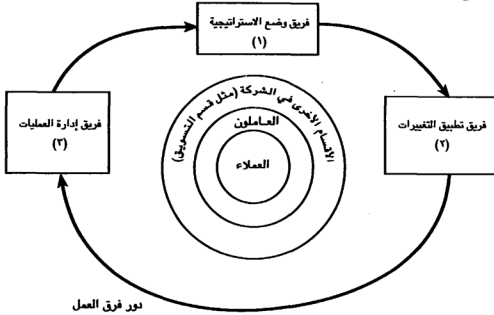 فريق وضع الاستراتيجية
(١)
فريق تطبيق التغييرات
(٢)
فريق إدارة العمليات
(٣)
الأقسام الأخرى في الشركة (مثل قسم التسويق)
العاملون
العملاء
دور فرق العمل